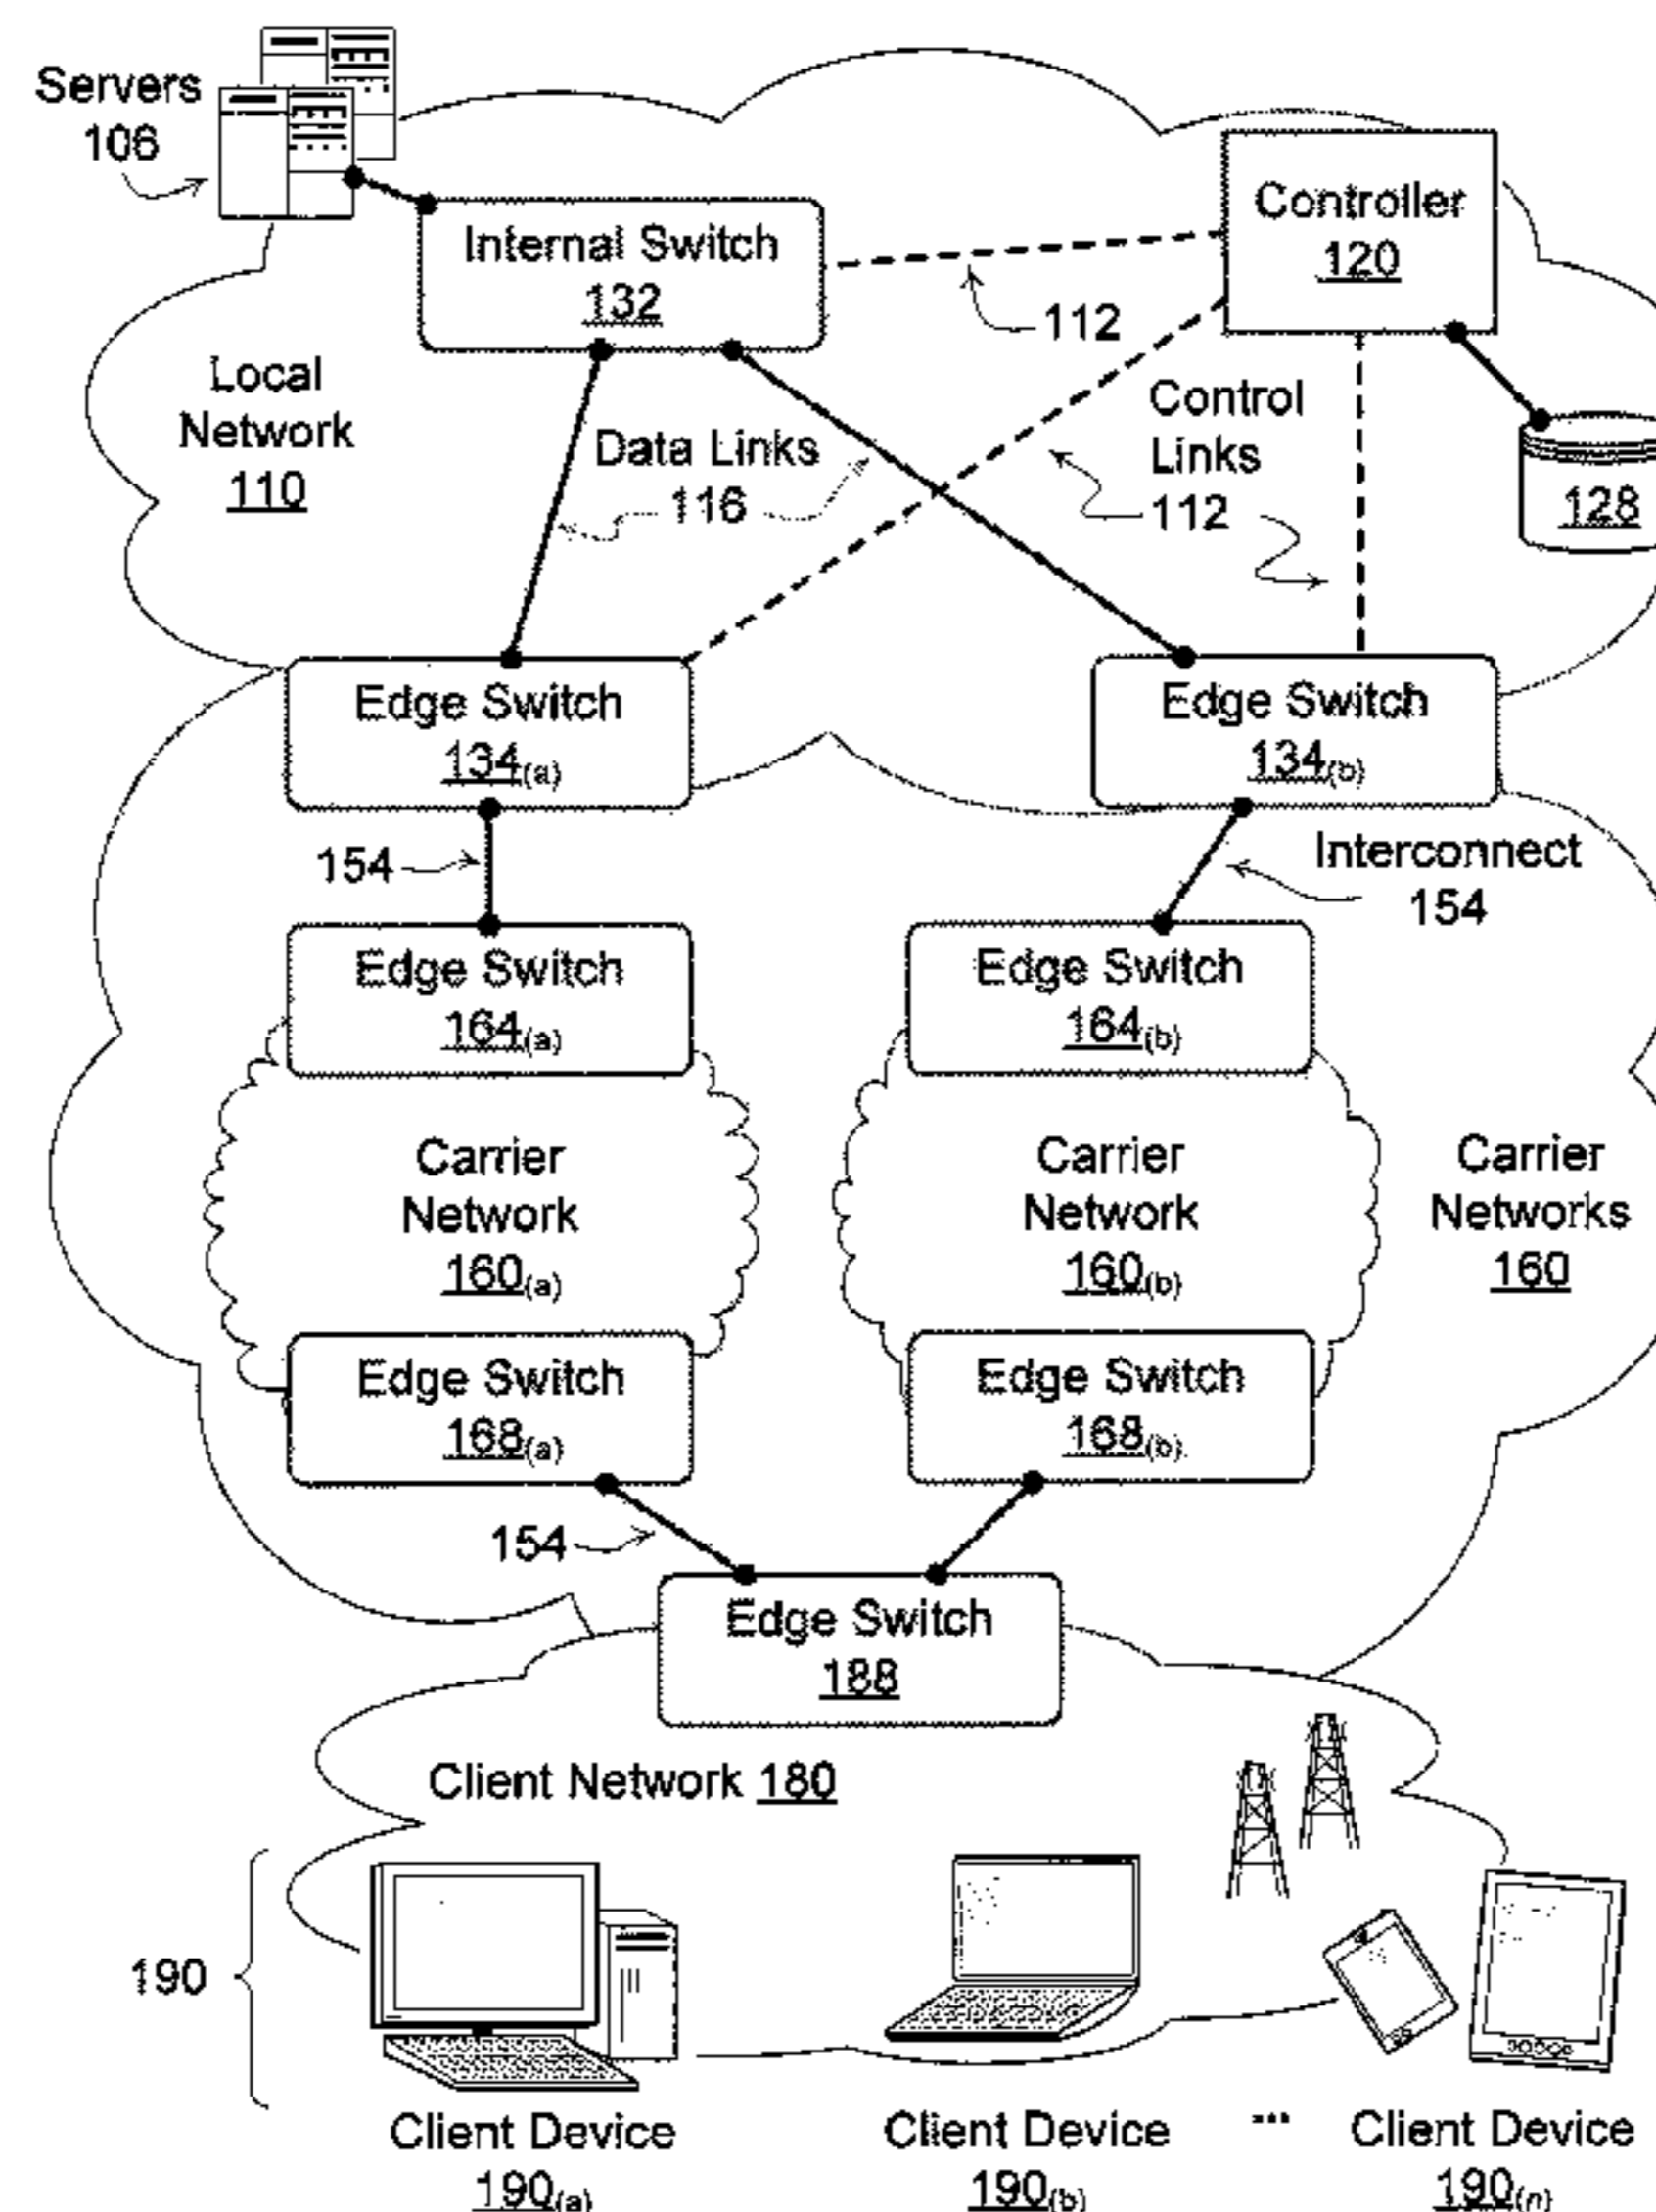 Servers
106
Internal Switch
132
Controller
120
112
Local
Network
110
Data Links
116
Control
Links
112
128
Edge Switch
134(a)
Edge Switch
134(b)
154
Interconnect
154
Edge Switch
164(a)
Edge Switch
164(b)
Carrier
Network
160(a)
Carrier
Network
160(b)
Carrier
Networks
160
Edge Switch
168(a)
Edge Switch
168(b)
154
Edge Switch
188
Client Network 180
190
Client Device
190(a)
Client Device
190(b)
...
Client Device
190(n)